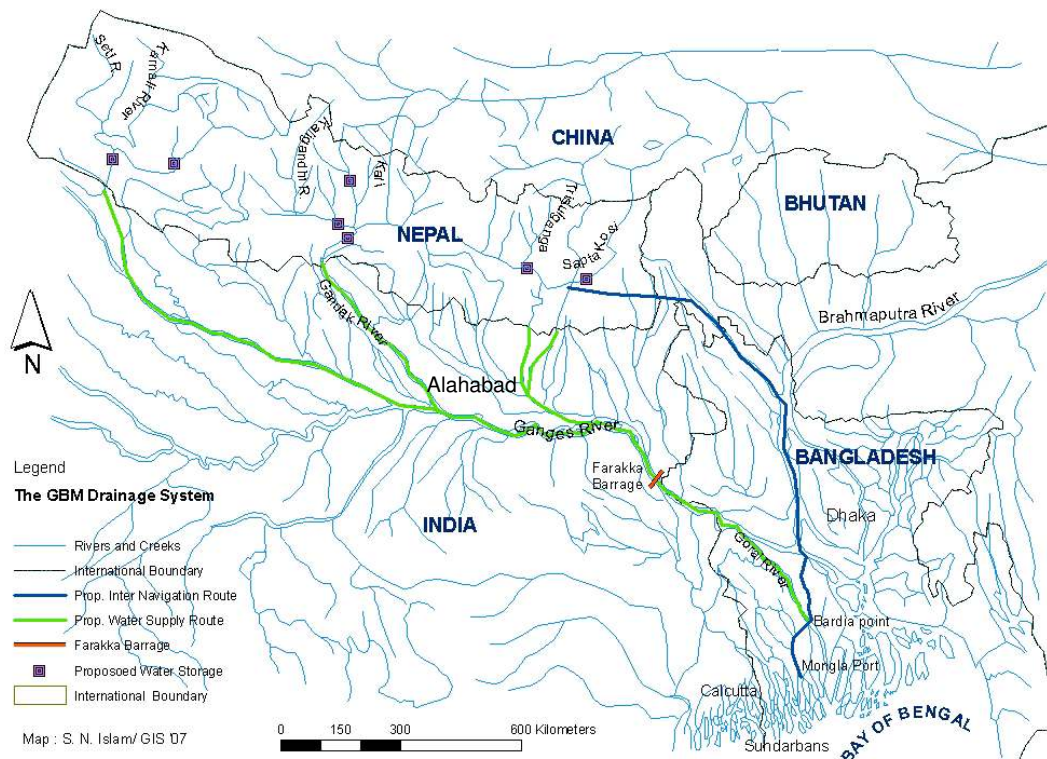 Seti R.
Karnali River
Kaligandhi R.
Kari
CHINA
BHUTAN
NEPAL
Trisulganga
Sapta Kosi
Brahmaputra River
N
Gandak River
Alahabad
Ganges River
Farakka
Barrage
BANGLADESH
Dhaka
INDIA
Gorai River
Bardia point
Mongla Port
Calcutta
Sundarbans
BAY OF BENGAL
Legend
The GBM Drainage System
Rivers and Creeks
International Boundary
Prop. Inter Navigation Route
Prop. Water Supply Route
Farakka Barrage
Proposoed Water Storage
International Boundary
Map : S. N. Islam/ GIS '07
0 150 300 600 Kilometers